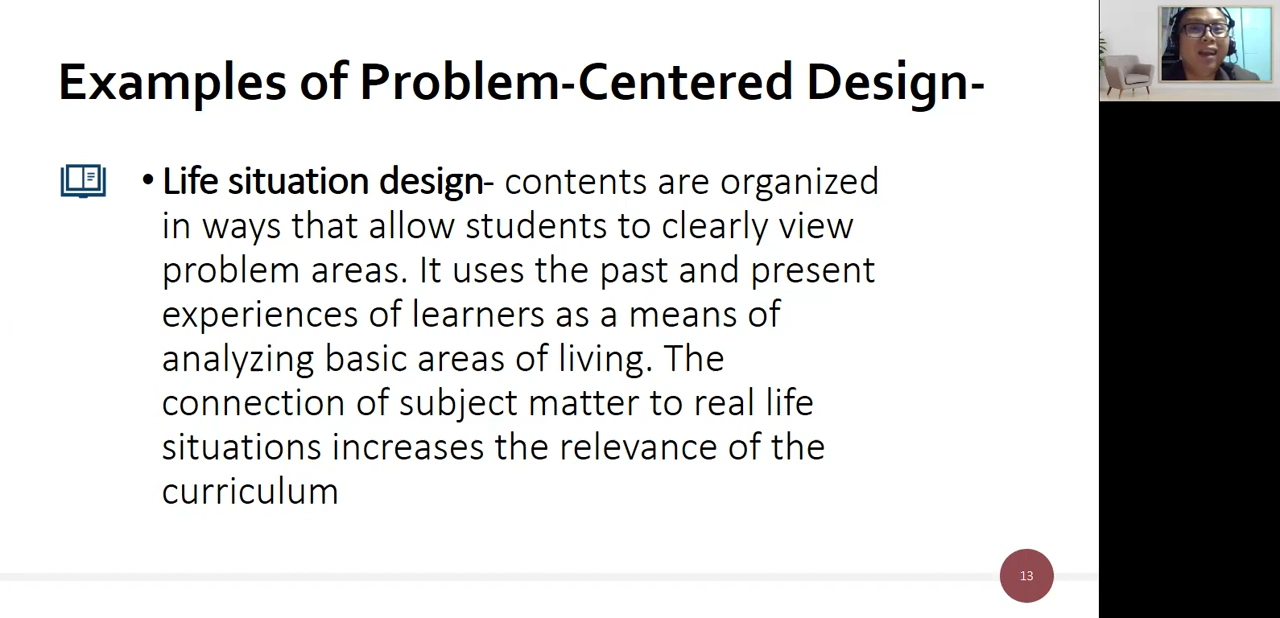 Examples of Problem-Centered Design-
• Life situation design- contents are organized
in ways that allow students to clearly view
problem areas. It uses the past and present
experiences of learners as a means of
analyzing basic areas of living. The
connection of subject matter to real life
situations increases the relevance of the
curriculum
13